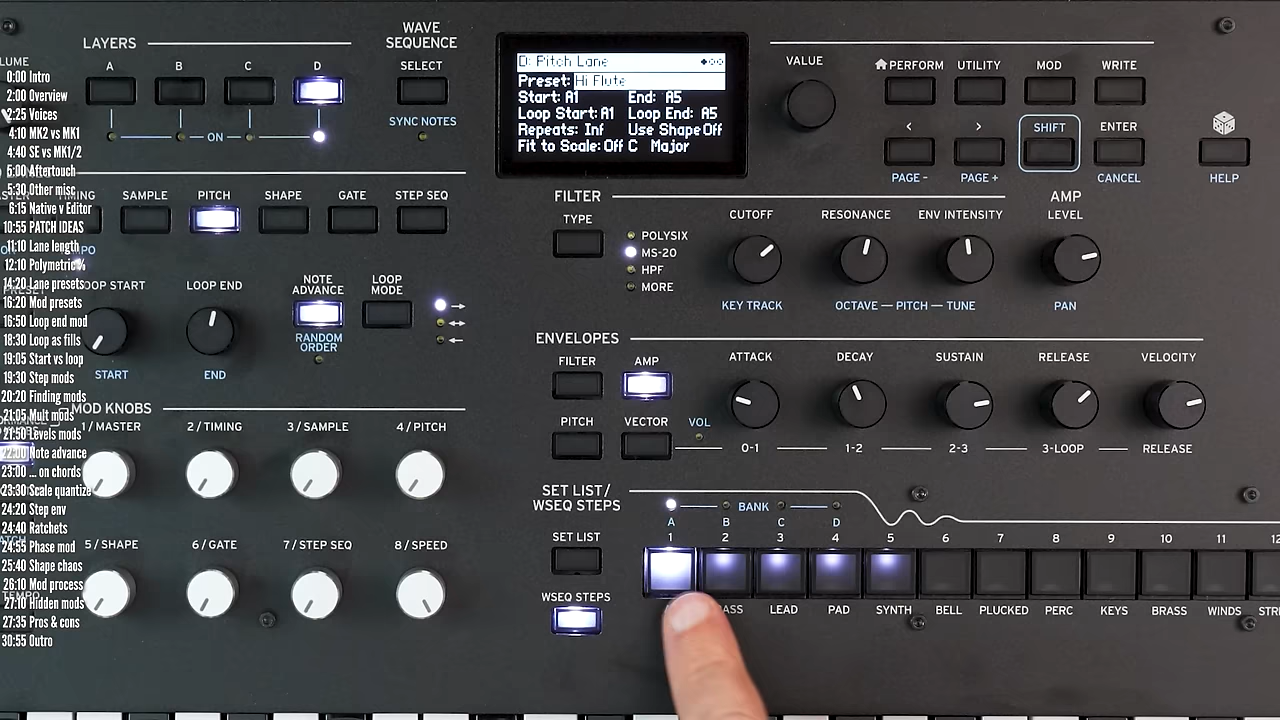 LAYERS
A B C D
ON
WAVE
SEQUENCE
SELECT
SYNC NOTES
D: Pitch Lane
Preset: Hi Flute
Start: A1 End: A5
Loop Start: A1 Loop End: A5
Repeats: Inf Use Shape Off
Fit to Scale: Off C Major
VALUE
PERFORM UTILITY MOD WRITE
< > SHIFT ENTER
PAGE - PAGE + CANCEL
HELP
0:00 Intro
2:00 Overview
2:25 Voices
4:10 MK2 vs MK1
4:40 SE vs MK1/2
5:00 Aftertouch
5:30 Other misc
6:15 Native v Editor
10:55 PATCH IDEAS
11:10 Lane length
12:10 Polymetric%
14:20 Lane presets
16:20 Mod presets
16:50 Loop end mod
18:30 Loop as fills
19:05 Start vs loop
19:30 Step mods
20:20 Finding mods
21:05 Mult mods
21:50 Levels mods
22:00 Note advance
23:00 ... on chords
23:30 Scale quantize
24:20 Step env
24:40 Ratchets
24:55 Phase mod
25:40 Shape chaos
26:10 Mod process
27:10 Hidden mods
27:35 Pros & cons
30:55 Outro
TIMING SAMPLE PITCH SHAPE GATE STEP SEQ
LOOP START LOOP END NOTE
ADVANCE LOOP
MODE
RANDOM
ORDER
START END
MOD KNOBS
1 / MASTER 2 / TIMING 3 / SAMPLE 4 / PITCH
5 / SHAPE 6 / GATE 7 / STEP SEQ 8 / SPEED
FILTER
TYPE
POLYSIX
MS-20
HPF
MORE
CUTOFF RESONANCE ENV INTENSITY
KEY TRACK OCTAVE — PITCH — TUNE
AMP
LEVEL
PAN
ENVELOPES
FILTER AMP
PITCH VECTOR VOL
ATTACK DECAY SUSTAIN RELEASE VELOCITY
0-1 1-2 2-3 3-LOOP RELEASE
SET LIST/
WSEQ STEPS
BANK
A B C D
SET LIST
WSEQ STEPS
1 2 3 4 5 6 7 8 9 10 11 12
LEAD PAD SYNTH BELL PLUCKED PERC KEYS BRASS WINDS